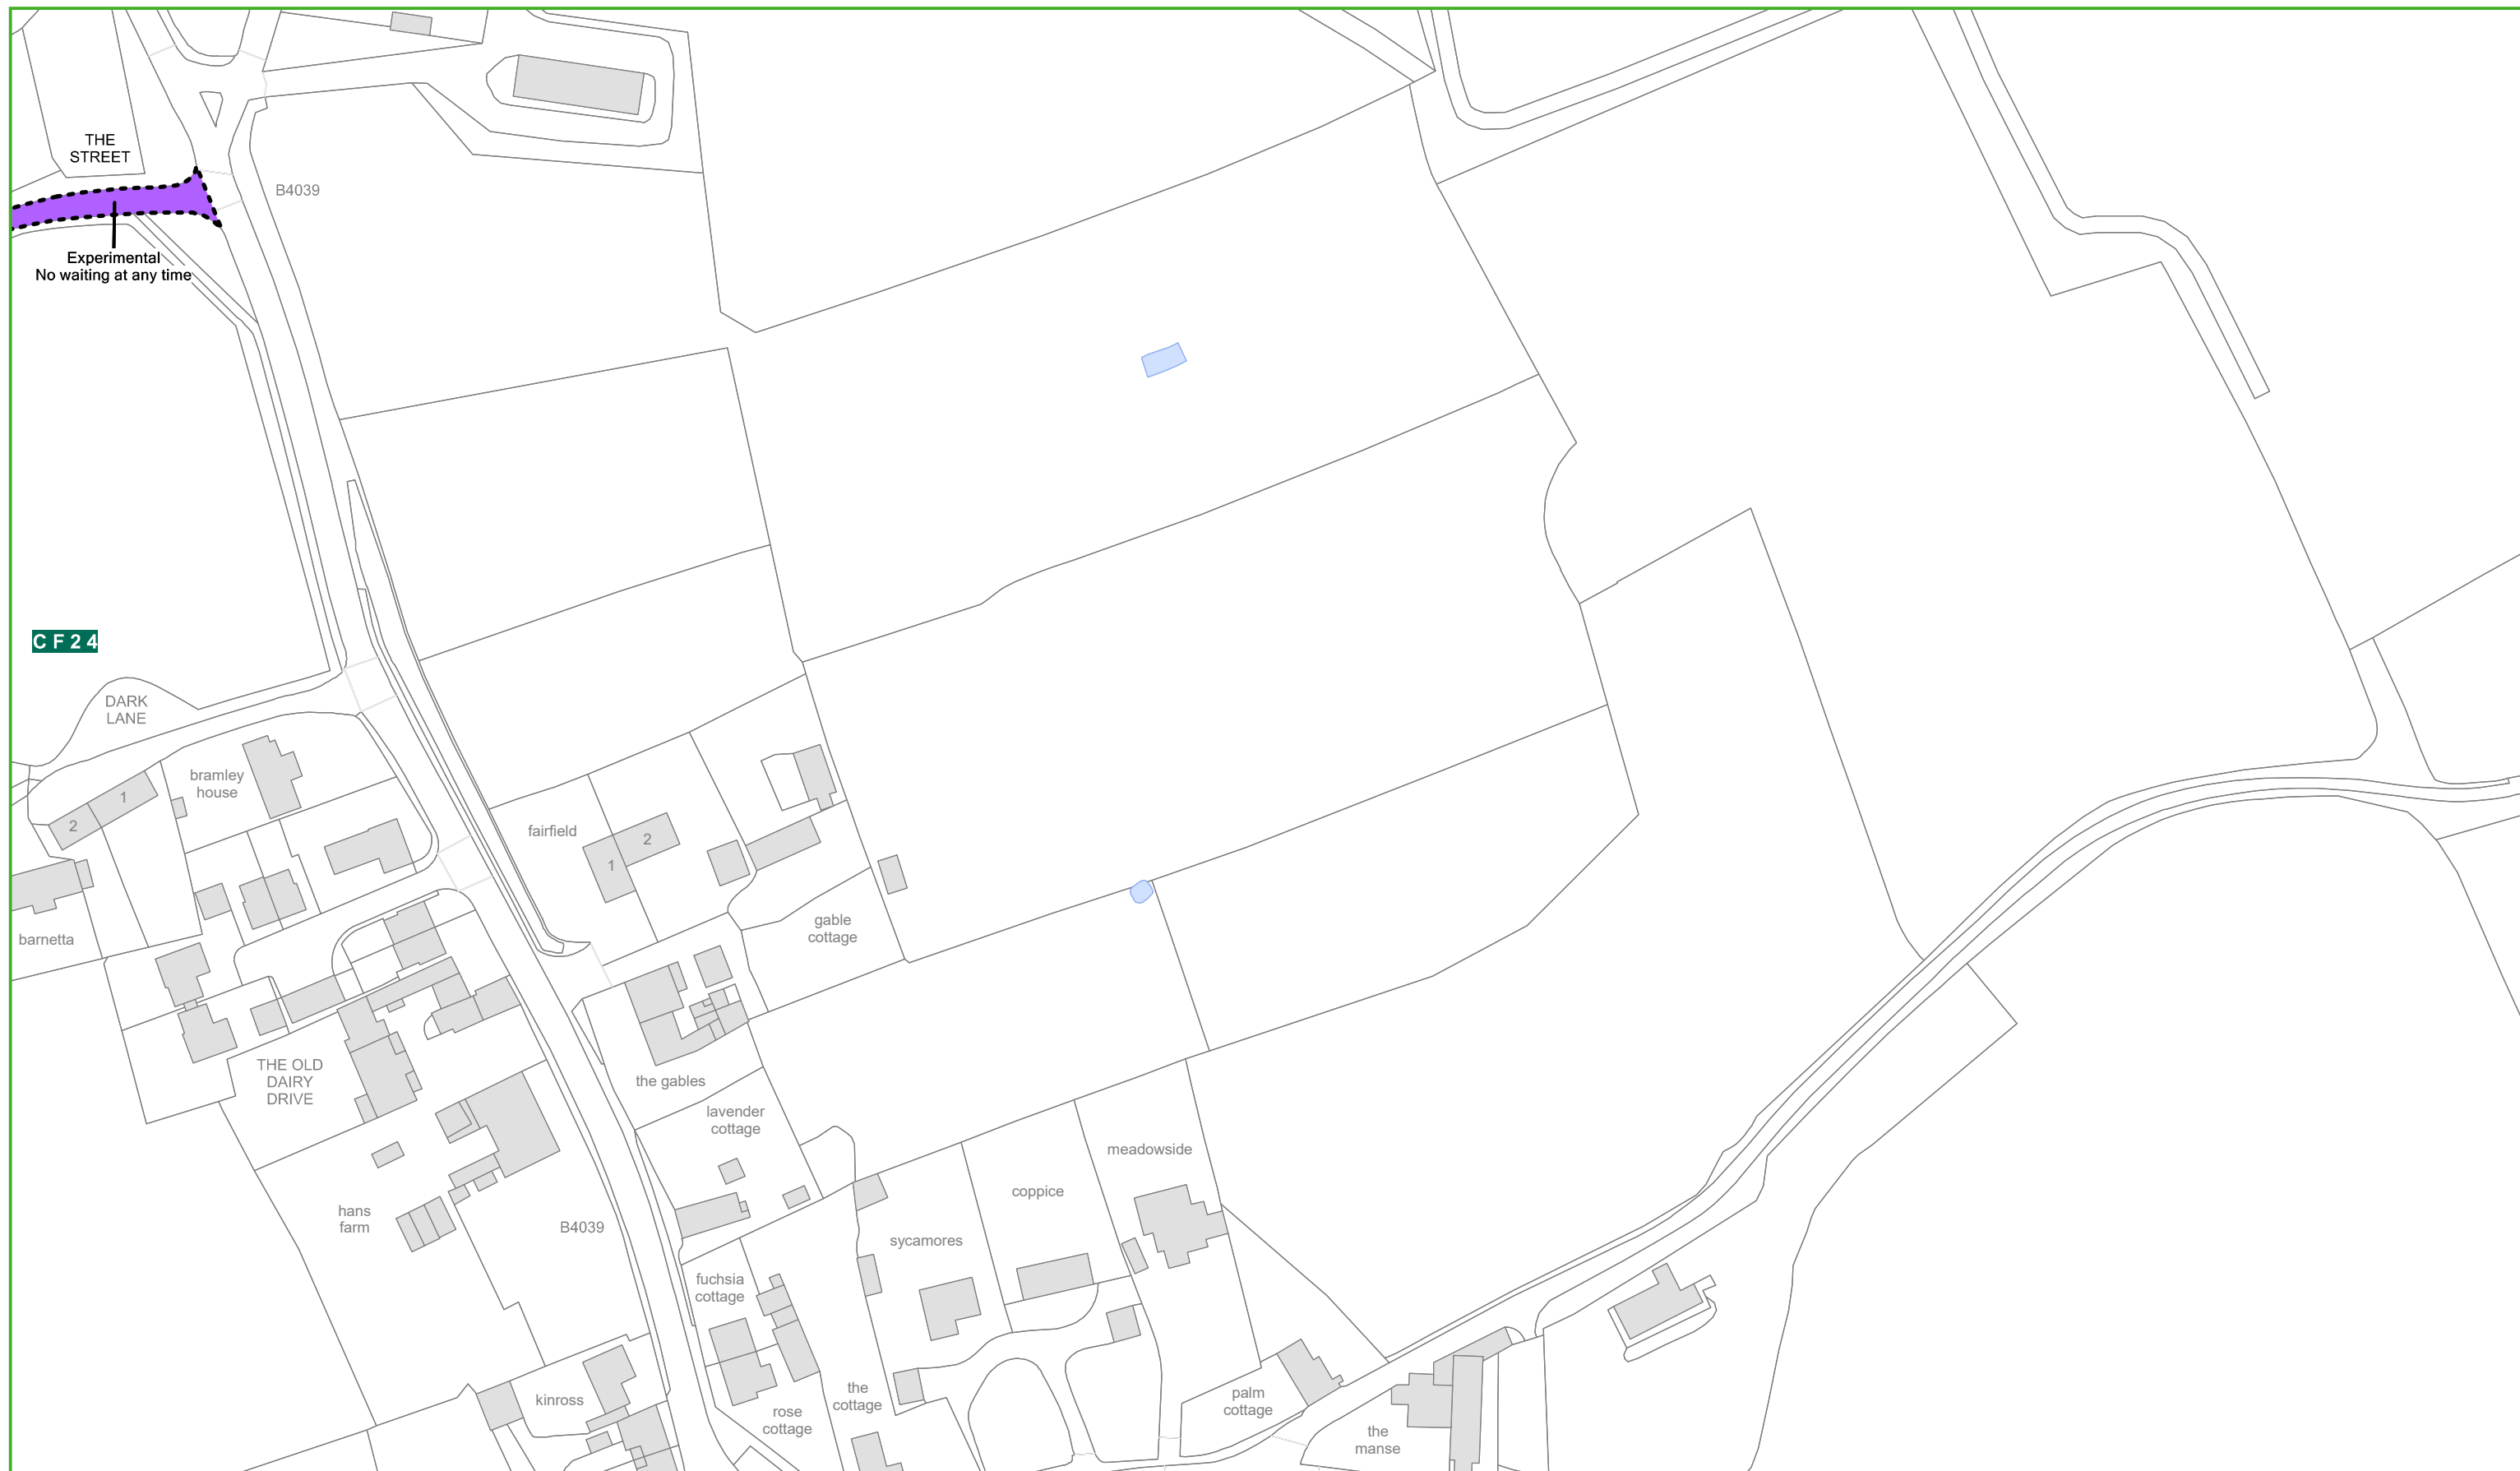 THE
STREET
B4039
Experimental
No waiting at any time
C F 2 4
DARK
LANE
bramley
house
1
2
fairfield
2
1
barnetta
gable
cottage
THE OLD
DAIRY
DRIVE
the gables
lavender
cottage
meadowside
coppice
hans
farm
B4039
sycamores
fuchsia
cottage
kinross
the
cottage
rose
cottage
palm
cottage
the
manse